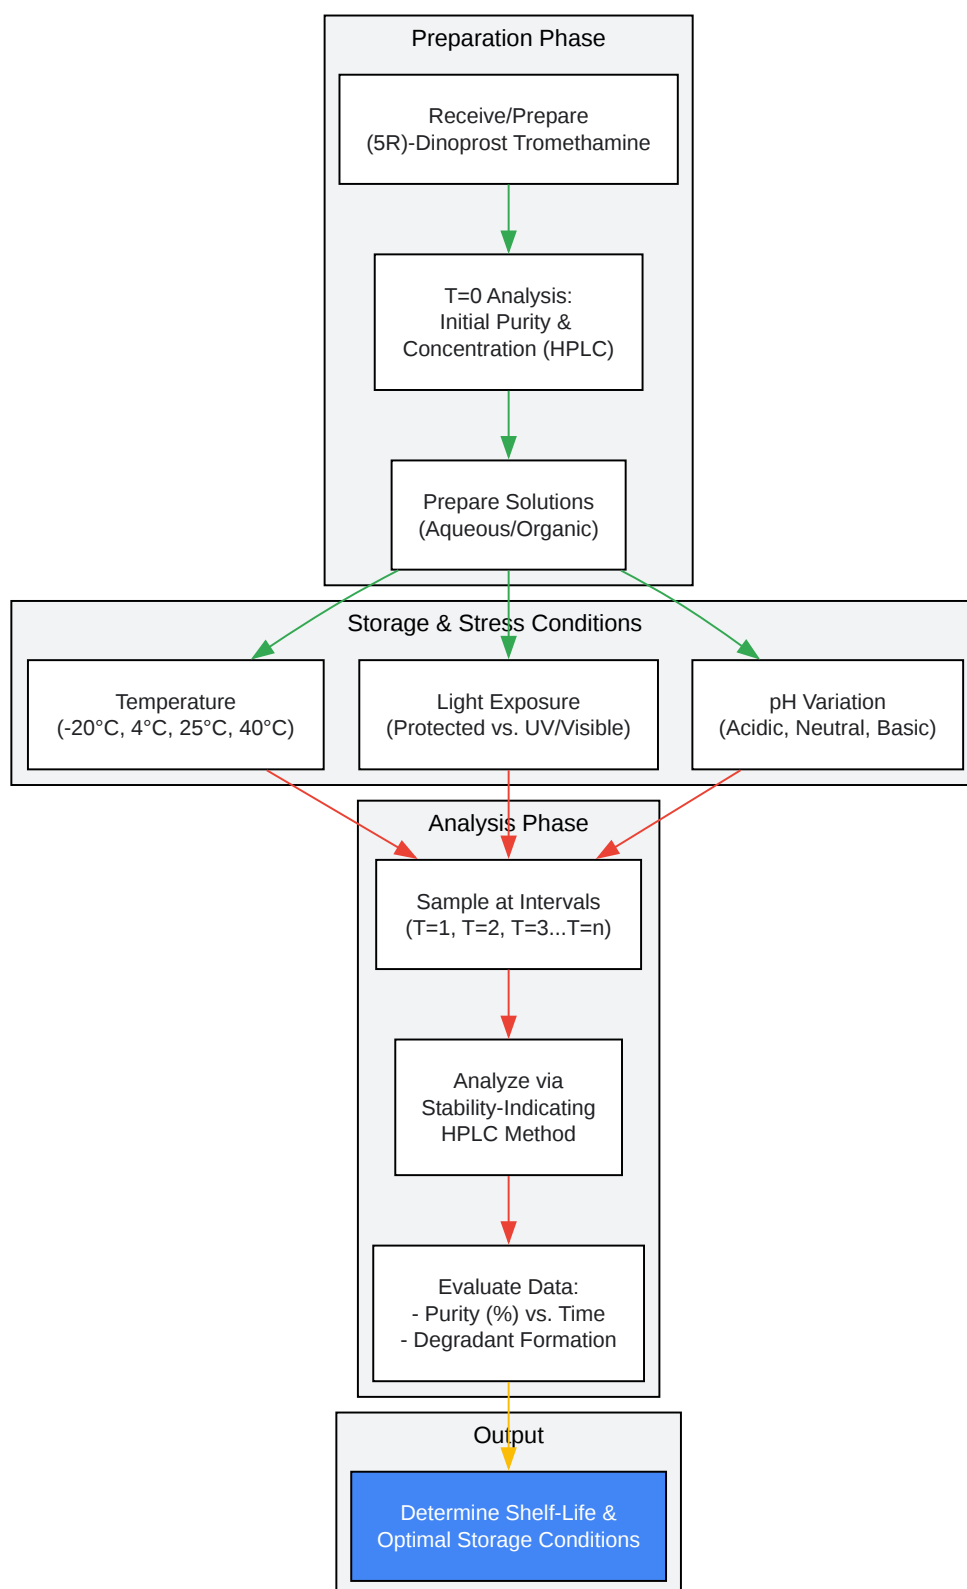 Preparation Phase
Receive/Prepare
(5R)-Dinoprost Tromethamine
T=0 Analysis:
Initial Purity &
Concentration (HPLC)
Prepare Solutions
(Aqueous/Organic)
Storage & Stress Conditions
Temperature
(-20°C, 4°C, 25°C, 40°C)
Light Exposure
(Protected vs. UV/Visible)
pH Variation
(Acidic, Neutral, Basic)
Analysis Phase
Sample at Intervals
(T=1, T=2, T=3...T=n)
Analyze via
Stability-Indicating
HPLC Method
Evaluate Data:
- Purity (%) vs. Time
- Degradant Formation
Output
Determine Shelf-Life &
Optimal Storage Conditions